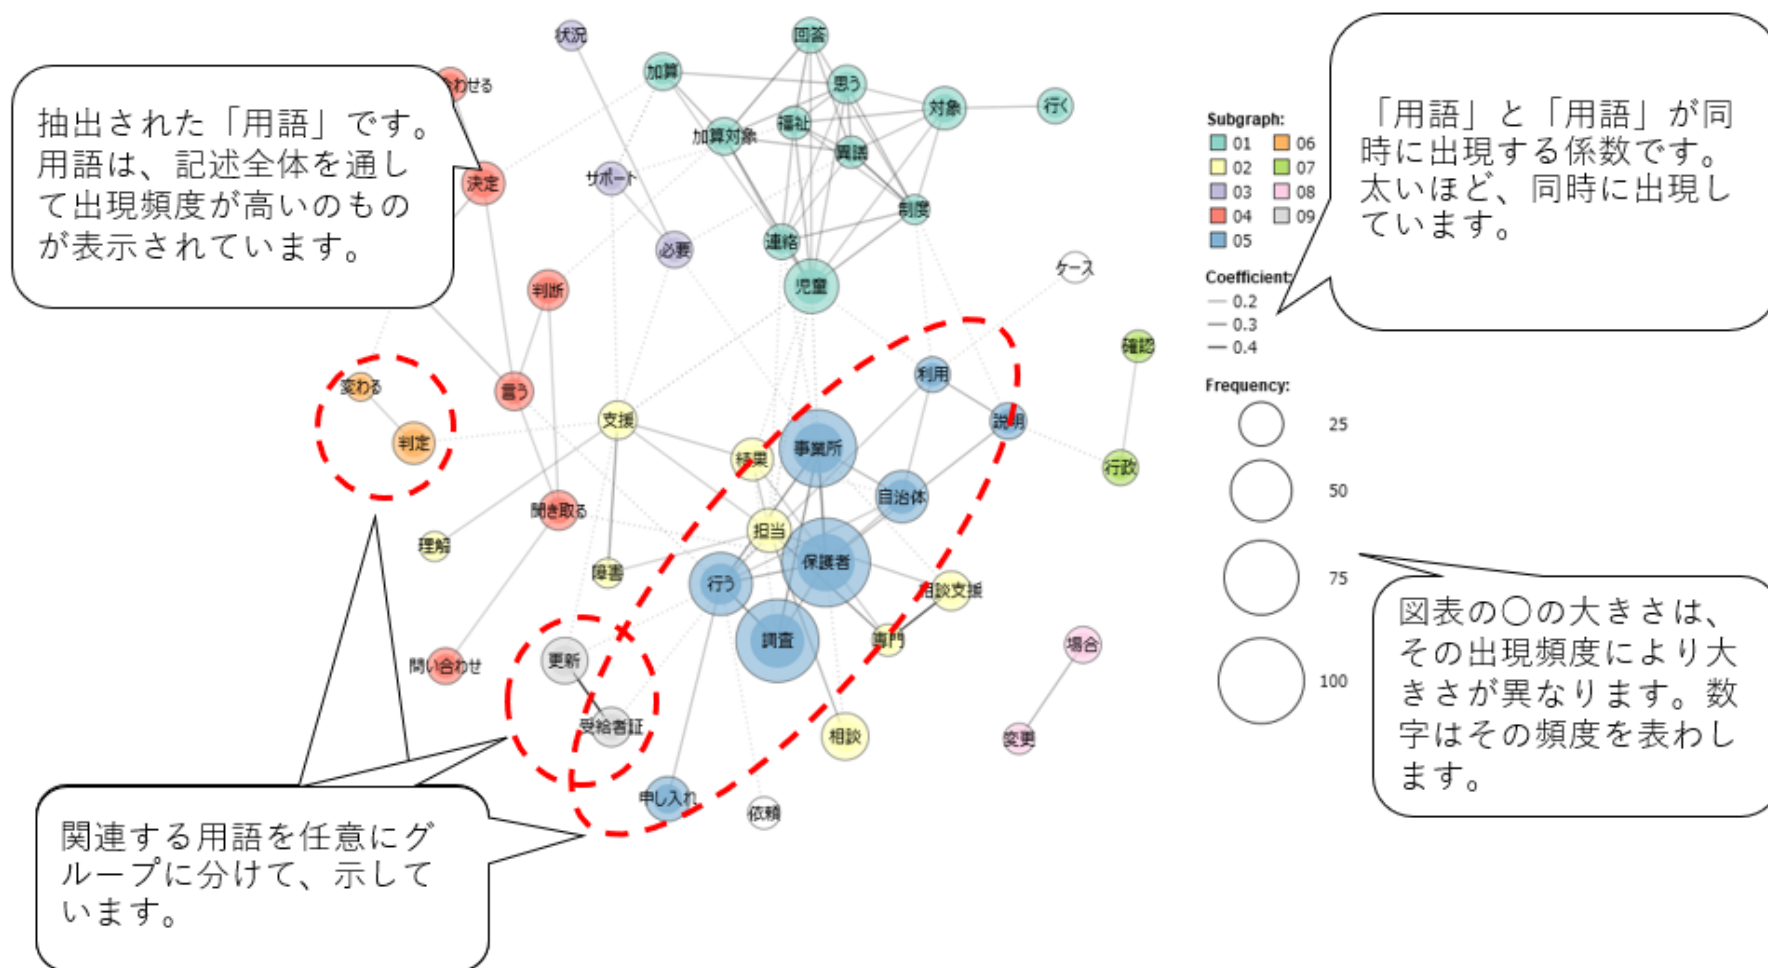 抽出された「用語」です。
用語は、記述全体を通し
て出現頻度が高いのもの
が表示されています。
「用語」と「用語」が同
時に出現する係数です。
太いほど、同時に出現し
ています。
図表の〇の大きさは、
その出現頻度により大
きさが異なります。数
字はその頻度を表わし
ます。
関連する用語を任意にグ
ループに分けて、示して
います。
状況
回答
加算
思う
わせる
対象
行く
福祉
加算対象
異議
サポート
決定
制度
連絡
必要
ケース
児童
判断
確認
利用
変わる
言う
支援
説明
判定
事業所
結果
行政
自治体
聞き取る
担当
理解
保護者
障害
行う
相談支援
調査
専門
場合
更新
問い合わせ
受給者証
相談
変更
申し入れ
依頼
Subgraph:
01 06
02 07
03 08
04 09
05
Coefficient:
0.2
0.3
0.4
Frequency:
25
50
75
100